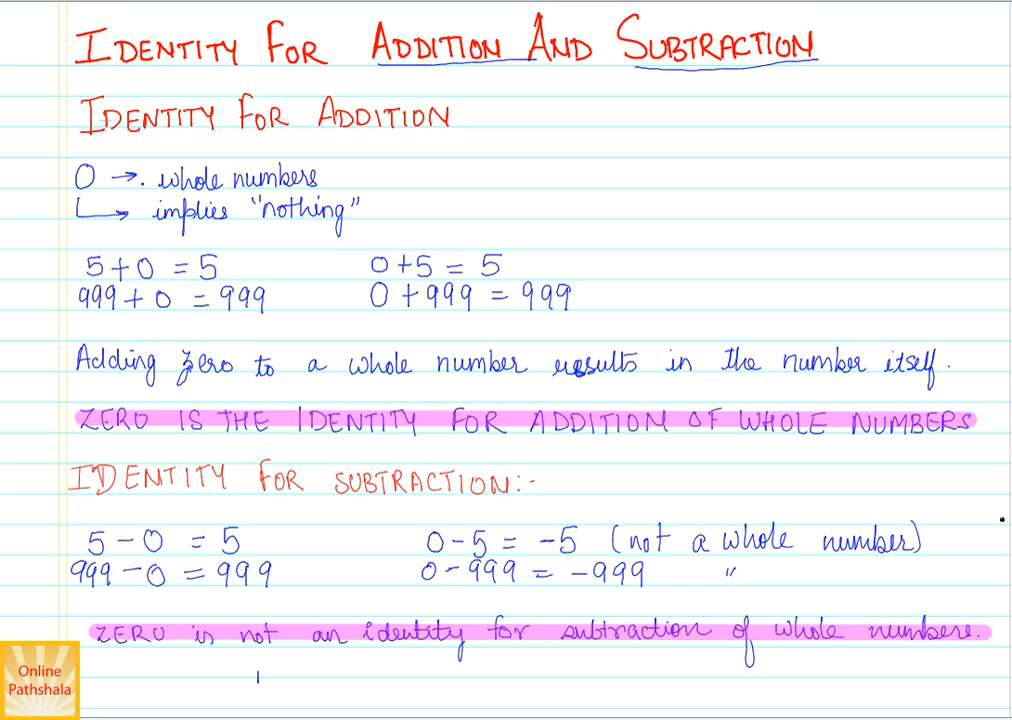 IDENTITY FOR ADDITION AND SUBTRACTION
IDENTITY FOR ADDITION
0 →. whole numbers
↳ implies "nothing"
5 + 0 = 5 0 + 5 = 5
999 + 0 = 999 0 + 999 = 999
Adding zero to a whole number results in the number itself.
ZERO IS THE IDENTITY FOR ADDITION OF WHOLE NUMBERS
IDENTITY FOR SUBTRACTION:-
5 - 0 = 5 0 - 5 = -5 (not a whole number)
999 - 0 = 999 0 - 999 = -999 "
ZERO is not an identity for subtraction of whole numbers.
Online
Pathshala